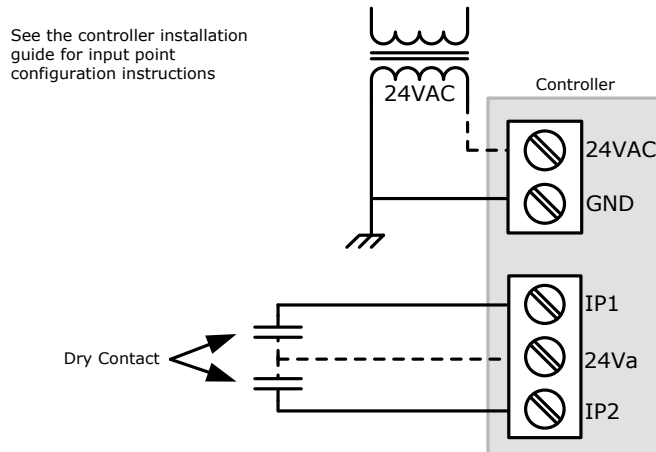 See the controller installation
guide for input point
configuration instructions
24VAC
Controller
24VAC
GND
IP1
Dry Contact
24Va
IP2